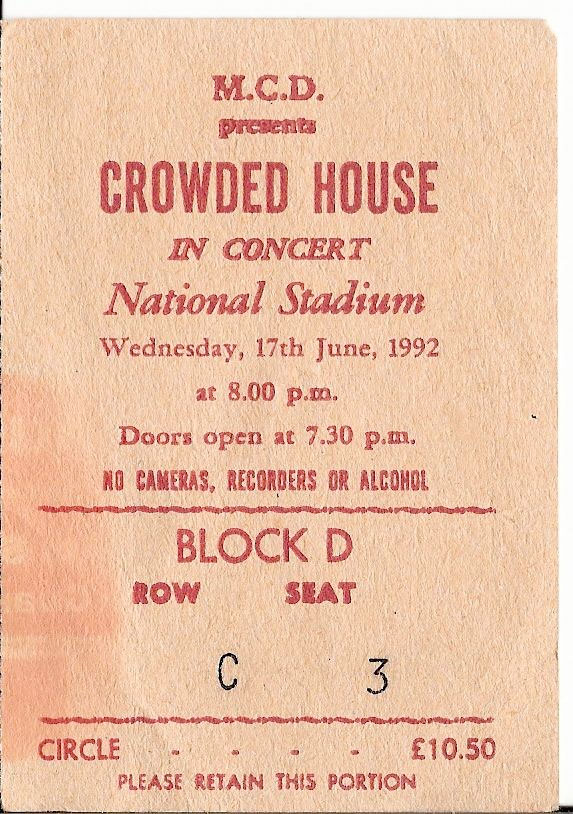 M.C.D.
presents
CROWDED HOUSE
IN CONCERT
National Stadium
Wednesday, 17th June, 1992
at 8.00 p.m.
Doors open at 7.30 p.m.
NO CAMERAS, RECORDERS OR ALCOHOL
BLOCK D
ROW SEAT
C 3
CIRCLE - - - - £10.50
PLEASE RETAIN THIS PORTION